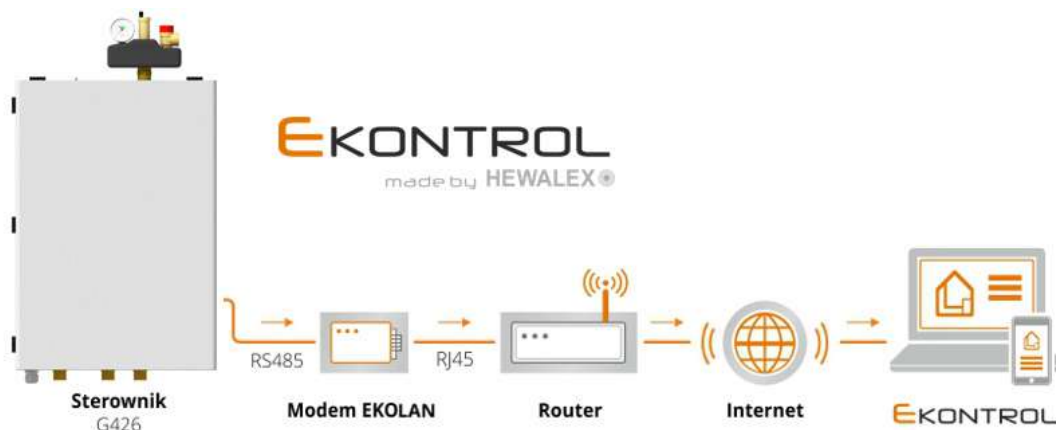 EKONTROL
made by HEWALEX
RS485
RJ45
Sterownik
G426
Modem EKOLAN
Router
Internet
EKONTROL